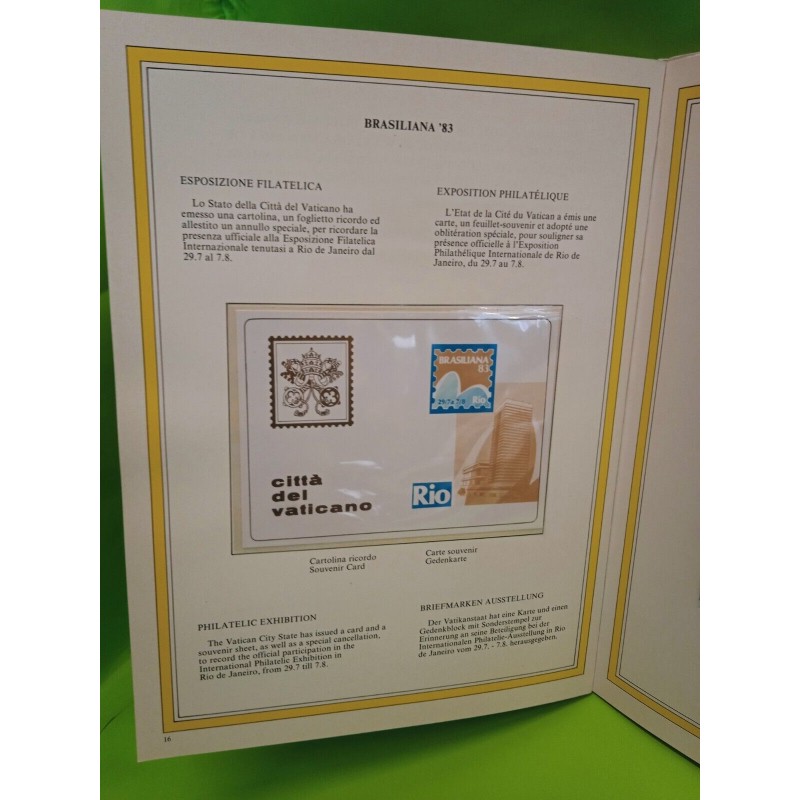 BRASILIANA '83
ESPOSIZIONE FILATELICA
Lo Stato della Città del Vaticano ha
emesso una cartolina, un foglietto ricordo ed
allestito un annullo speciale, per ricordare la
presenza ufficiale alla Esposizione Filatelica
Internazionale tenutasi a Rio de Janeiro dal
29.7 al 7.8.
EXPOSITION PHILATÉLIQUE
L'Etat de la Cité du Vatican a émis une
carte, un feuillet-souvenir et adopté une
oblitération spéciale, pour souligner sa
présence officielle à l'Exposition
Philathélique Internationale de Rio de
Janeiro, du 29.7 au 7.8.
BRASILIANA
83
29.7a 7.8
Rio
città
del
vaticano
Rio
Cartolina ricordo
Souvenir Card
Carte souvenir
Gedenkarte
PHILATELIC EXHIBITION
The Vatican City State has issued a card and a
souvenir sheet, as well as a special cancellation,
to record the official participation in the
International Philatelic Exhibition in
Rio de Janeiro, from 29.7 till 7.8.
BRIEFMARKEN AUSSTELLUNG
Der Vatikanstaat hat eine Karte und einen
Gedenkblock mit Sonderstempel zur
Erinnerung an seine Beteiligung bei der
Internationalen Philatelie-Ausstellung in Rio
de Janeiro vom 29.7. - 7.8. herausgegeben.
16